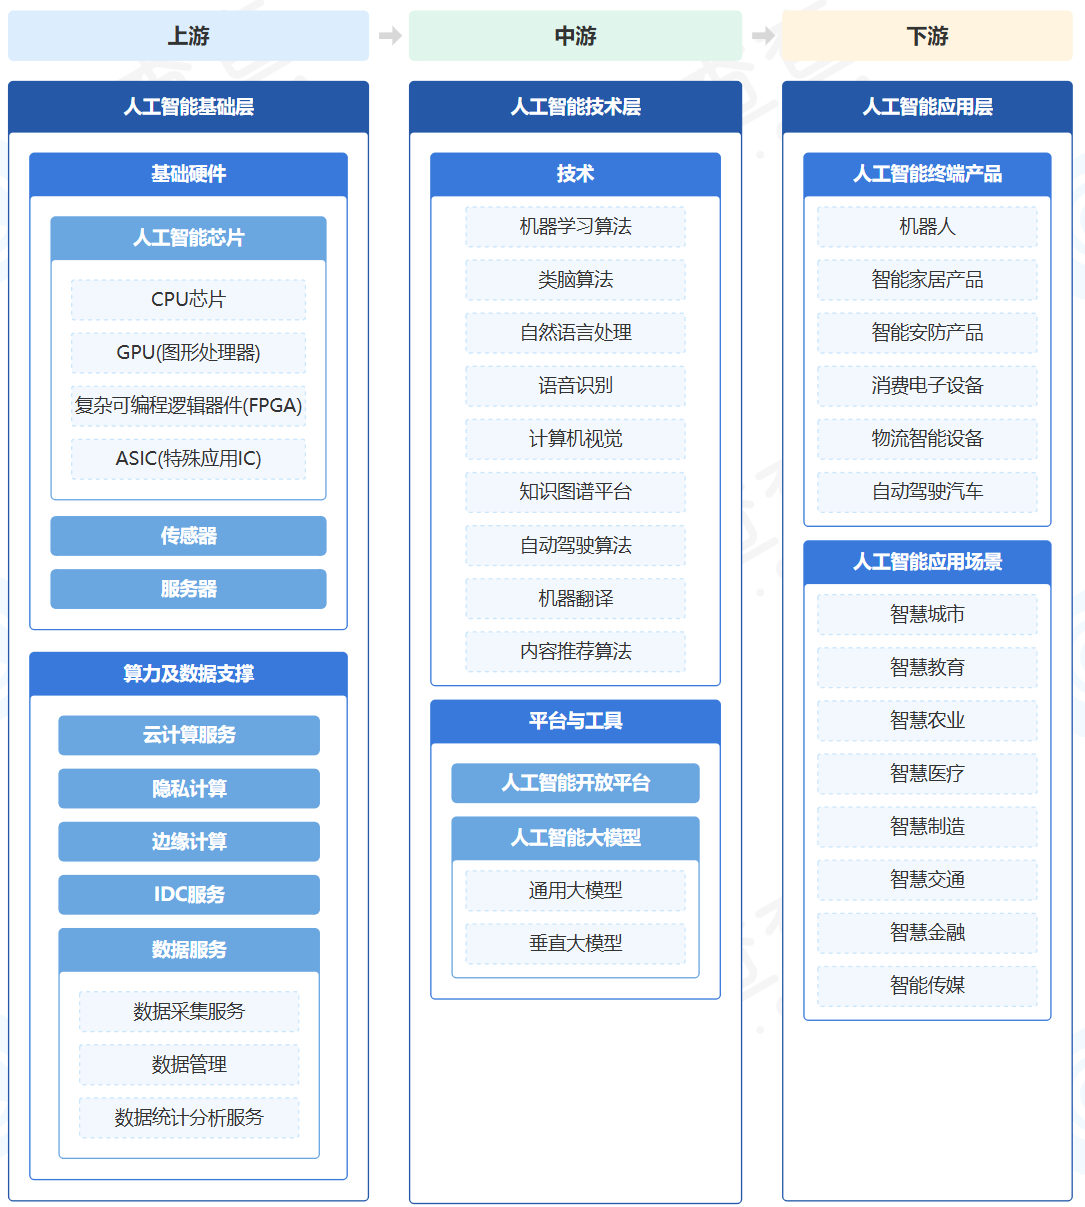 上游
中游
下游
人工智能基础层
基础硬件
人工智能芯片
CPU芯片
GPU(图形处理器)
复杂可编程逻辑器件(FPGA)
ASIC(特殊应用IC)
传感器
服务器
算力及数据支撑
云计算服务
隐私计算
边缘计算
IDC服务
数据服务
数据采集服务
数据管理
数据统计分析服务
人工智能技术层
技术
机器学习算法
类脑算法
自然语言处理
语音识别
计算机视觉
知识图谱平台
自动驾驶算法
机器翻译
内容推荐算法
平台与工具
人工智能开放平台
人工智能大模型
通用大模型
垂直大模型
人工智能应用层
人工智能终端产品
机器人
智能家居产品
智能安防产品
消费电子设备
物流智能设备
自动驾驶汽车
人工智能应用场景
智慧城市
智慧教育
智慧农业
智慧医疗
智慧制造
智慧交通
智慧金融
智能传媒